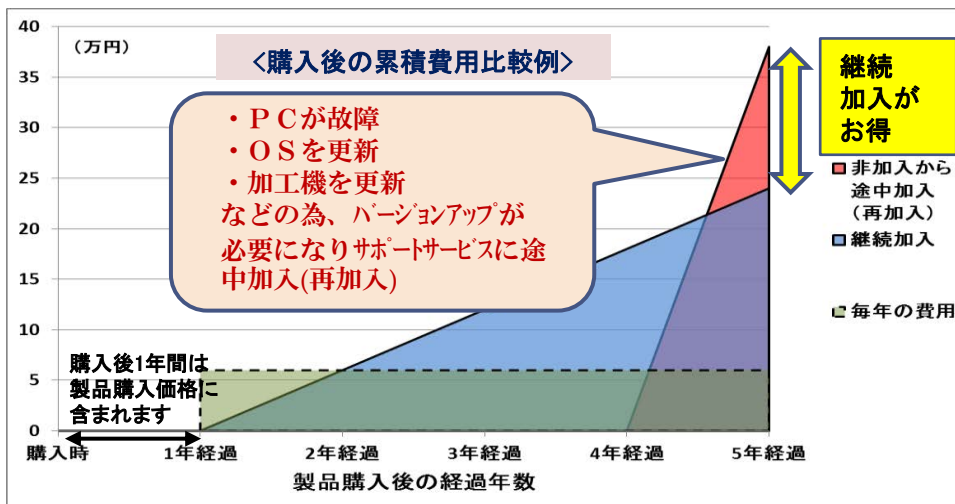 40
（万円）
<購入後の累積費用比較例>
継続
加入が
お得
35
・ＰＣが故障
・ＯＳを更新
・加工機を更新
などの為、ﾊﾞｰｼﾞｮﾝｱｯﾌﾟが
必要になりｻﾎﾟｰﾄｻｰﾋﾞｽに途
中加入(再加入)
30
25
20
15
10
5
0
非加入から
途中加入
（再加入）
継続加入
毎年の費用
購入後1年間は
製品購入価格に
含まれます
購入時 1年経過 2年経過 3年経過 4年経過 5年経過
製品購入後の経過年数